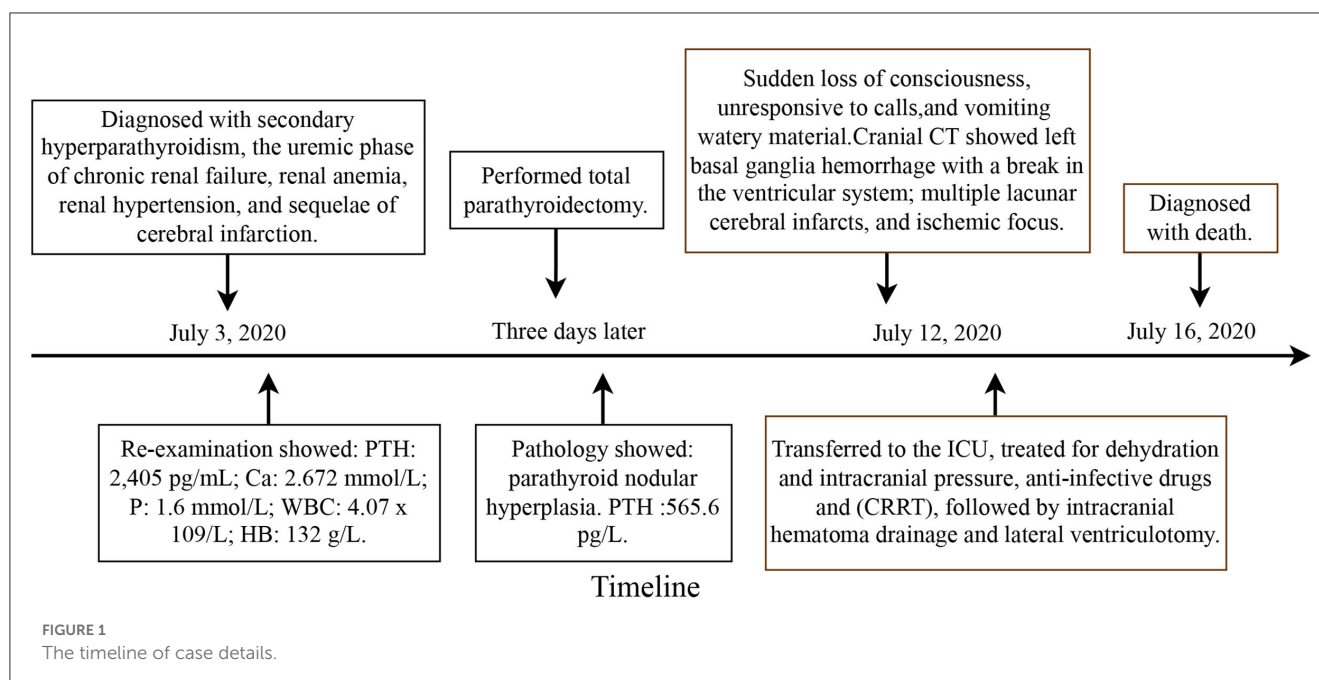 Diagnosed with secondary
hyperparathyroidism, the uremic phase
of chronic renal failure, renal anemia,
renal hypertension, and sequelae of
cerebral infarction.
Performed total
parathyroidectomy.
Sudden loss of consciousness,
unresponsive to calls,and vomiting
watery material.Cranial CT showed left
basal ganglia hemorrhage with a break in
the ventricular system; multiple lacunar
cerebral infarcts, and ischemic focus.
Diagnosed
with death.
July 3, 2020
Three days later
July 12, 2020
July 16, 2020
Re-examination showed: PTH:
2,405 pg/mL; Ca: 2.672 mmol/L;
P: 1.6 mmol/L; WBC: 4.07 x
109/L; HB: 132 g/L.
Pathology showed:
parathyroid nodular
hyperplasia. PTH :565.6
pg/L.
Transferred to the ICU, treated for dehydration
and intracranial pressure, anti-infective drugs
and (CRRT), followed by intracranial
hematoma drainage and lateral ventriculotomy.
Timeline
FIGURE 1
The timeline of case details.